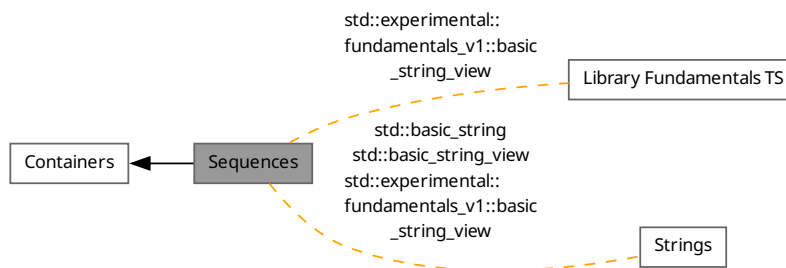 std::experimental::
fundamentals_v1::basic
_string_view
Library Fundamentals TS
std::basic_string
std::basic_string_view
std::experimental::
fundamentals_v1::basic
_string_view
Containers
Sequences
Strings